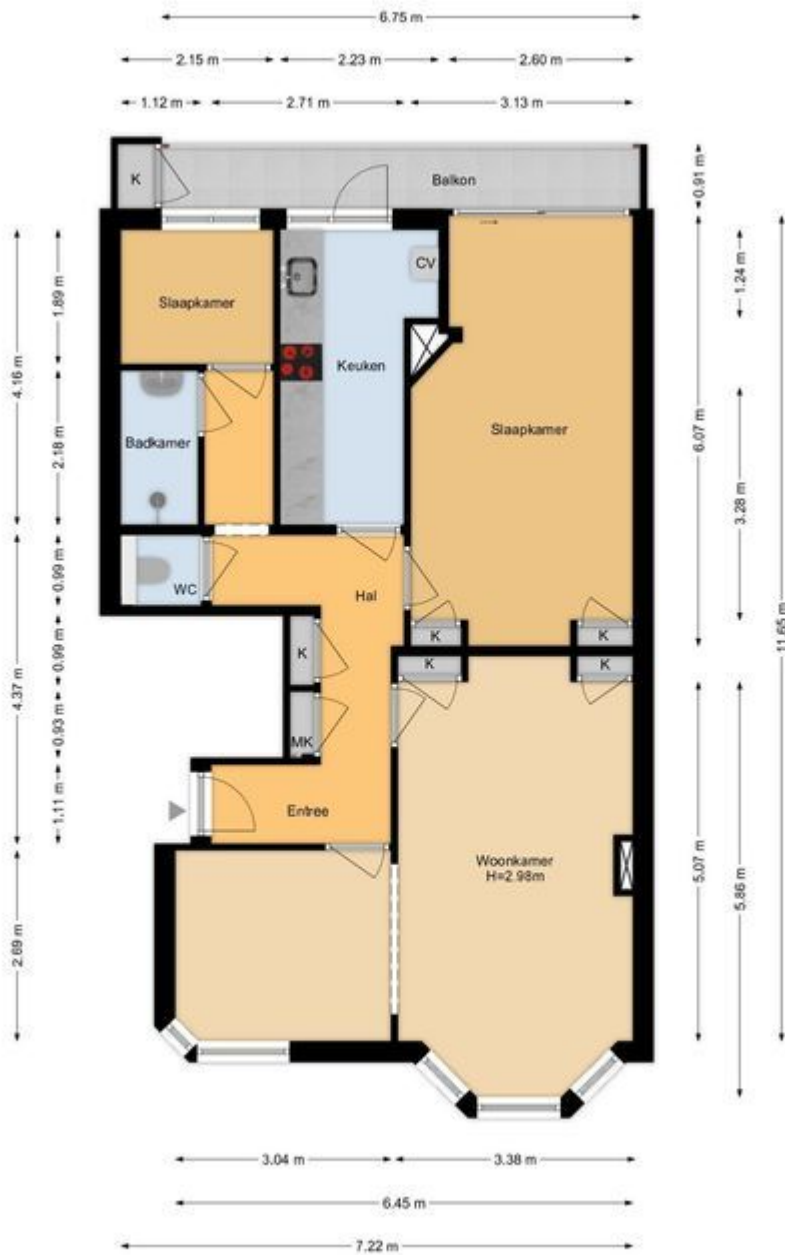 6.75 m
2.15 m
2.23 m
2.60 m
1.12 m
2.71 m
3.13 m
K
Balkon
0.91 m
CV
Slaapkamer
1.89 m
1.24 m
4.16 m
Keuken
Badkamer
2.18 m
Slaapkamer
6.07 m
3.28 m
WC
0.99 m
Hal
K
K
11.65 m
K
0.99 m
K
K
4.37 m
MK
0.93 m
1.11 m
Entree
Woonkamer
H=2.98m
5.07 m
5.86 m
2.69 m
3.04 m
3.38 m
6.45 m
7.22 m